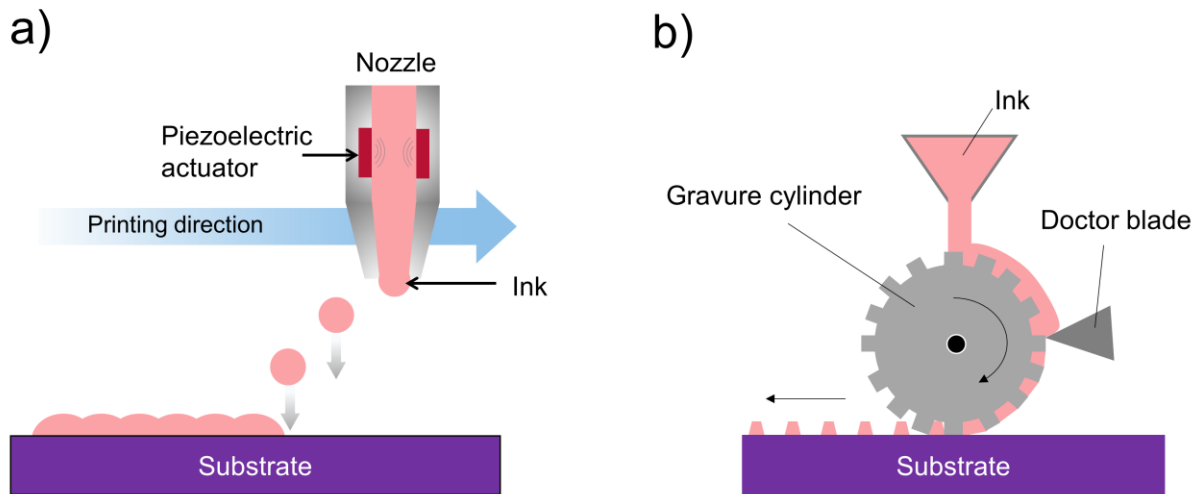 a)
Nozzle
Piezoelectric
actuator
Printing direction
Ink
Substrate
b)
Ink
Gravure cylinder
Doctor blade
Substrate